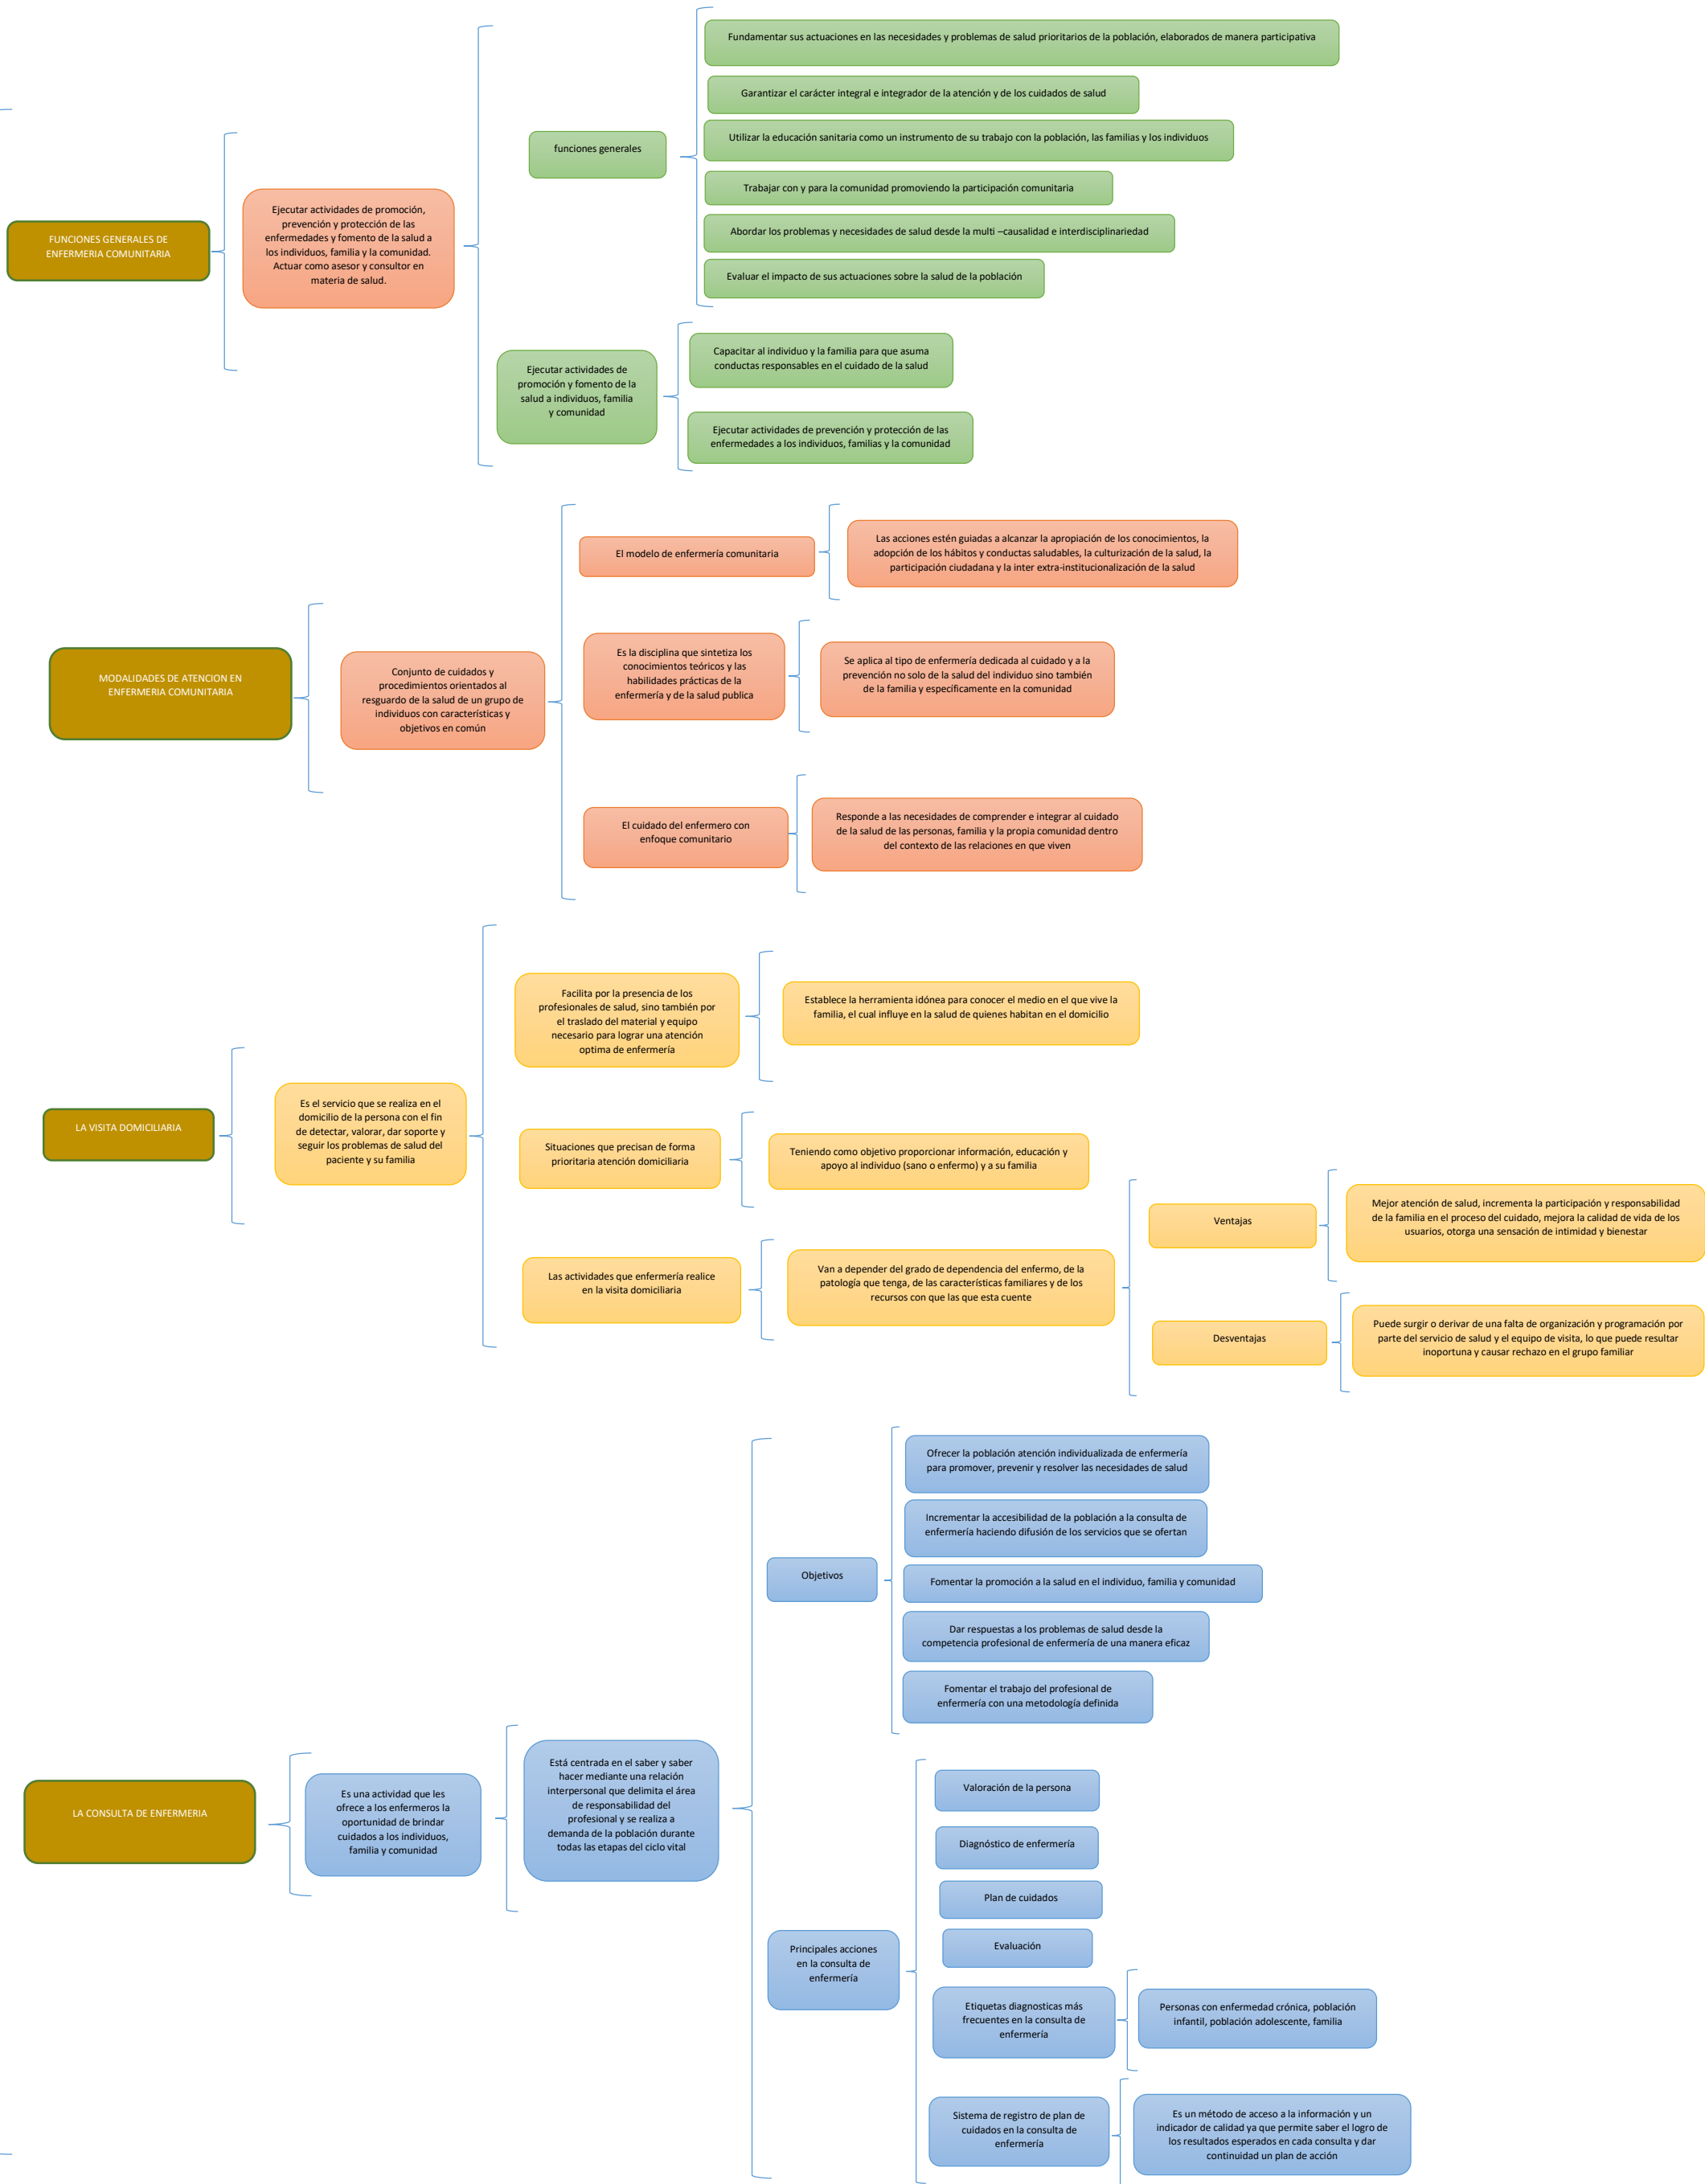 FUNCIONES GENERALES DE
ENFERMERIA COMUNITARIA
Ejecutar actividades de promoción,
prevención y protección de las
enfermedades y fomento de la salud a
los individuos, familia y la comunidad.
Actuar como asesor y consultor en
materia de salud.
funciones generales
Fundamentar sus actuaciones en las necesidades y problemas de salud prioritarios de la población, elaborados de manera participativa
Garantizar el carácter integral e integrador de la atención y de los cuidados de salud
Utilizar la educación sanitaria como un instrumento de su trabajo con la población, las familias y los individuos
Trabajar con y para la comunidad promoviendo la participación comunitaria
Abordar los problemas y necesidades de salud desde la multi –causalidad e interdisciplinariedad
Evaluar el impacto de sus actuaciones sobre la salud de la población
Ejecutar actividades de
promoción y fomento de la
salud a individuos, familia
y comunidad
Capacitar al individuo y la familia para que asuma
conductas responsables en el cuidado de la salud
Ejecutar actividades de prevención y protección de las
enfermedades a los individuos, familias y la comunidad
MODALIDADES DE ATENCION EN
ENFERMERIA COMUNITARIA
Conjunto de cuidados y
procedimientos orientados al
resguardo de la salud de un grupo de
individuos con características y
objetivos en común
El modelo de enfermería comunitaria
Las acciones estén guiadas a alcanzar la apropiación de los conocimientos, la
adopción de los hábitos y conductas saludables, la culturización de la salud, la
participación ciudadana y la inter extra-institucionalización de la salud
Es la disciplina que sintetiza los
conocimientos teóricos y las
habilidades prácticas de la
enfermería y de la salud publica
Se aplica al tipo de enfermería dedicada al cuidado y a la
prevención no solo de la salud del individuo sino también
de la familia y específicamente en la comunidad
El cuidado del enfermero con
enfoque comunitario
Responde a las necesidades de comprender e integrar al cuidado
de la salud de las personas, familia y la propia comunidad dentro
del contexto de las relaciones en que viven
LA VISITA DOMICILIARIA
Es el servicio que se realiza en el
domicilio de la persona con el fin
de detectar, valorar, dar soporte y
seguir los problemas de salud del
paciente y su familia
Facilita por la presencia de los
profesionales de salud, sino también por
el traslado del material y equipo
necesario para lograr una atención
optima de enfermería
Establece la herramienta idónea para conocer el medio en el que vive la
familia, el cual influye en la salud de quienes habitan en el domicilio
Situaciones que precisan de forma
prioritaria atención domiciliaria
Teniendo como objetivo proporcionar información, educación y
apoyo al individuo (sano o enfermo) y a su familia
Las actividades que enfermería realice
en la visita domiciliaria
Van a depender del grado de dependencia del enfermo, de la
patología que tenga, de las características familiares y de los
recursos con que las que esta cuente
Ventajas
Mejor atención de salud, incrementa la participación y responsabilidad
de la familia en el proceso del cuidado, mejora la calidad de vida de los
usuarios, otorga una sensación de intimidad y bienestar
Desventajas
Puede surgir o derivar de una falta de organización y programación por
parte del servicio de salud y el equipo de visita, lo que puede resultar
inoportuna y causar rechazo en el grupo familiar
LA CONSULTA DE ENFERMERIA
Es una actividad que les
ofrece a los enfermeros la
oportunidad de brindar
cuidados a los individuos,
familia y comunidad
Está centrada en el saber y saber
hacer mediante una relación
interpersonal que delimita el área
de responsabilidad del
profesional y se realiza a
demanda de la población durante
todas las etapas del ciclo vital
Objetivos
Ofrecer la población atención individualizada de enfermería
para promover, prevenir y resolver las necesidades de salud
Incrementar la accesibilidad de la población a la consulta de
enfermería haciendo difusión de los servicios que se ofertan
Fomentar la promoción a la salud en el individuo, familia y comunidad
Dar respuestas a los problemas de salud desde la
competencia profesional de enfermería de una manera eficaz
Fomentar el trabajo del profesional de
enfermería con una metodología definida
Principales acciones
en la consulta de
enfermería
Valoración de la persona
Diagnóstico de enfermería
Plan de cuidados
Evaluación
Etiquetas diagnosticas más
frecuentes en la consulta de
enfermería
Personas con enfermedad crónica, población
infantil, población adolescente, familia
Sistema de registro de plan de
cuidados en la consulta de
enfermería
Es un método de acceso a la información y un
indicador de calidad ya que permite saber el logro de
los resultados esperados en cada consulta y dar
continuidad un plan de acción